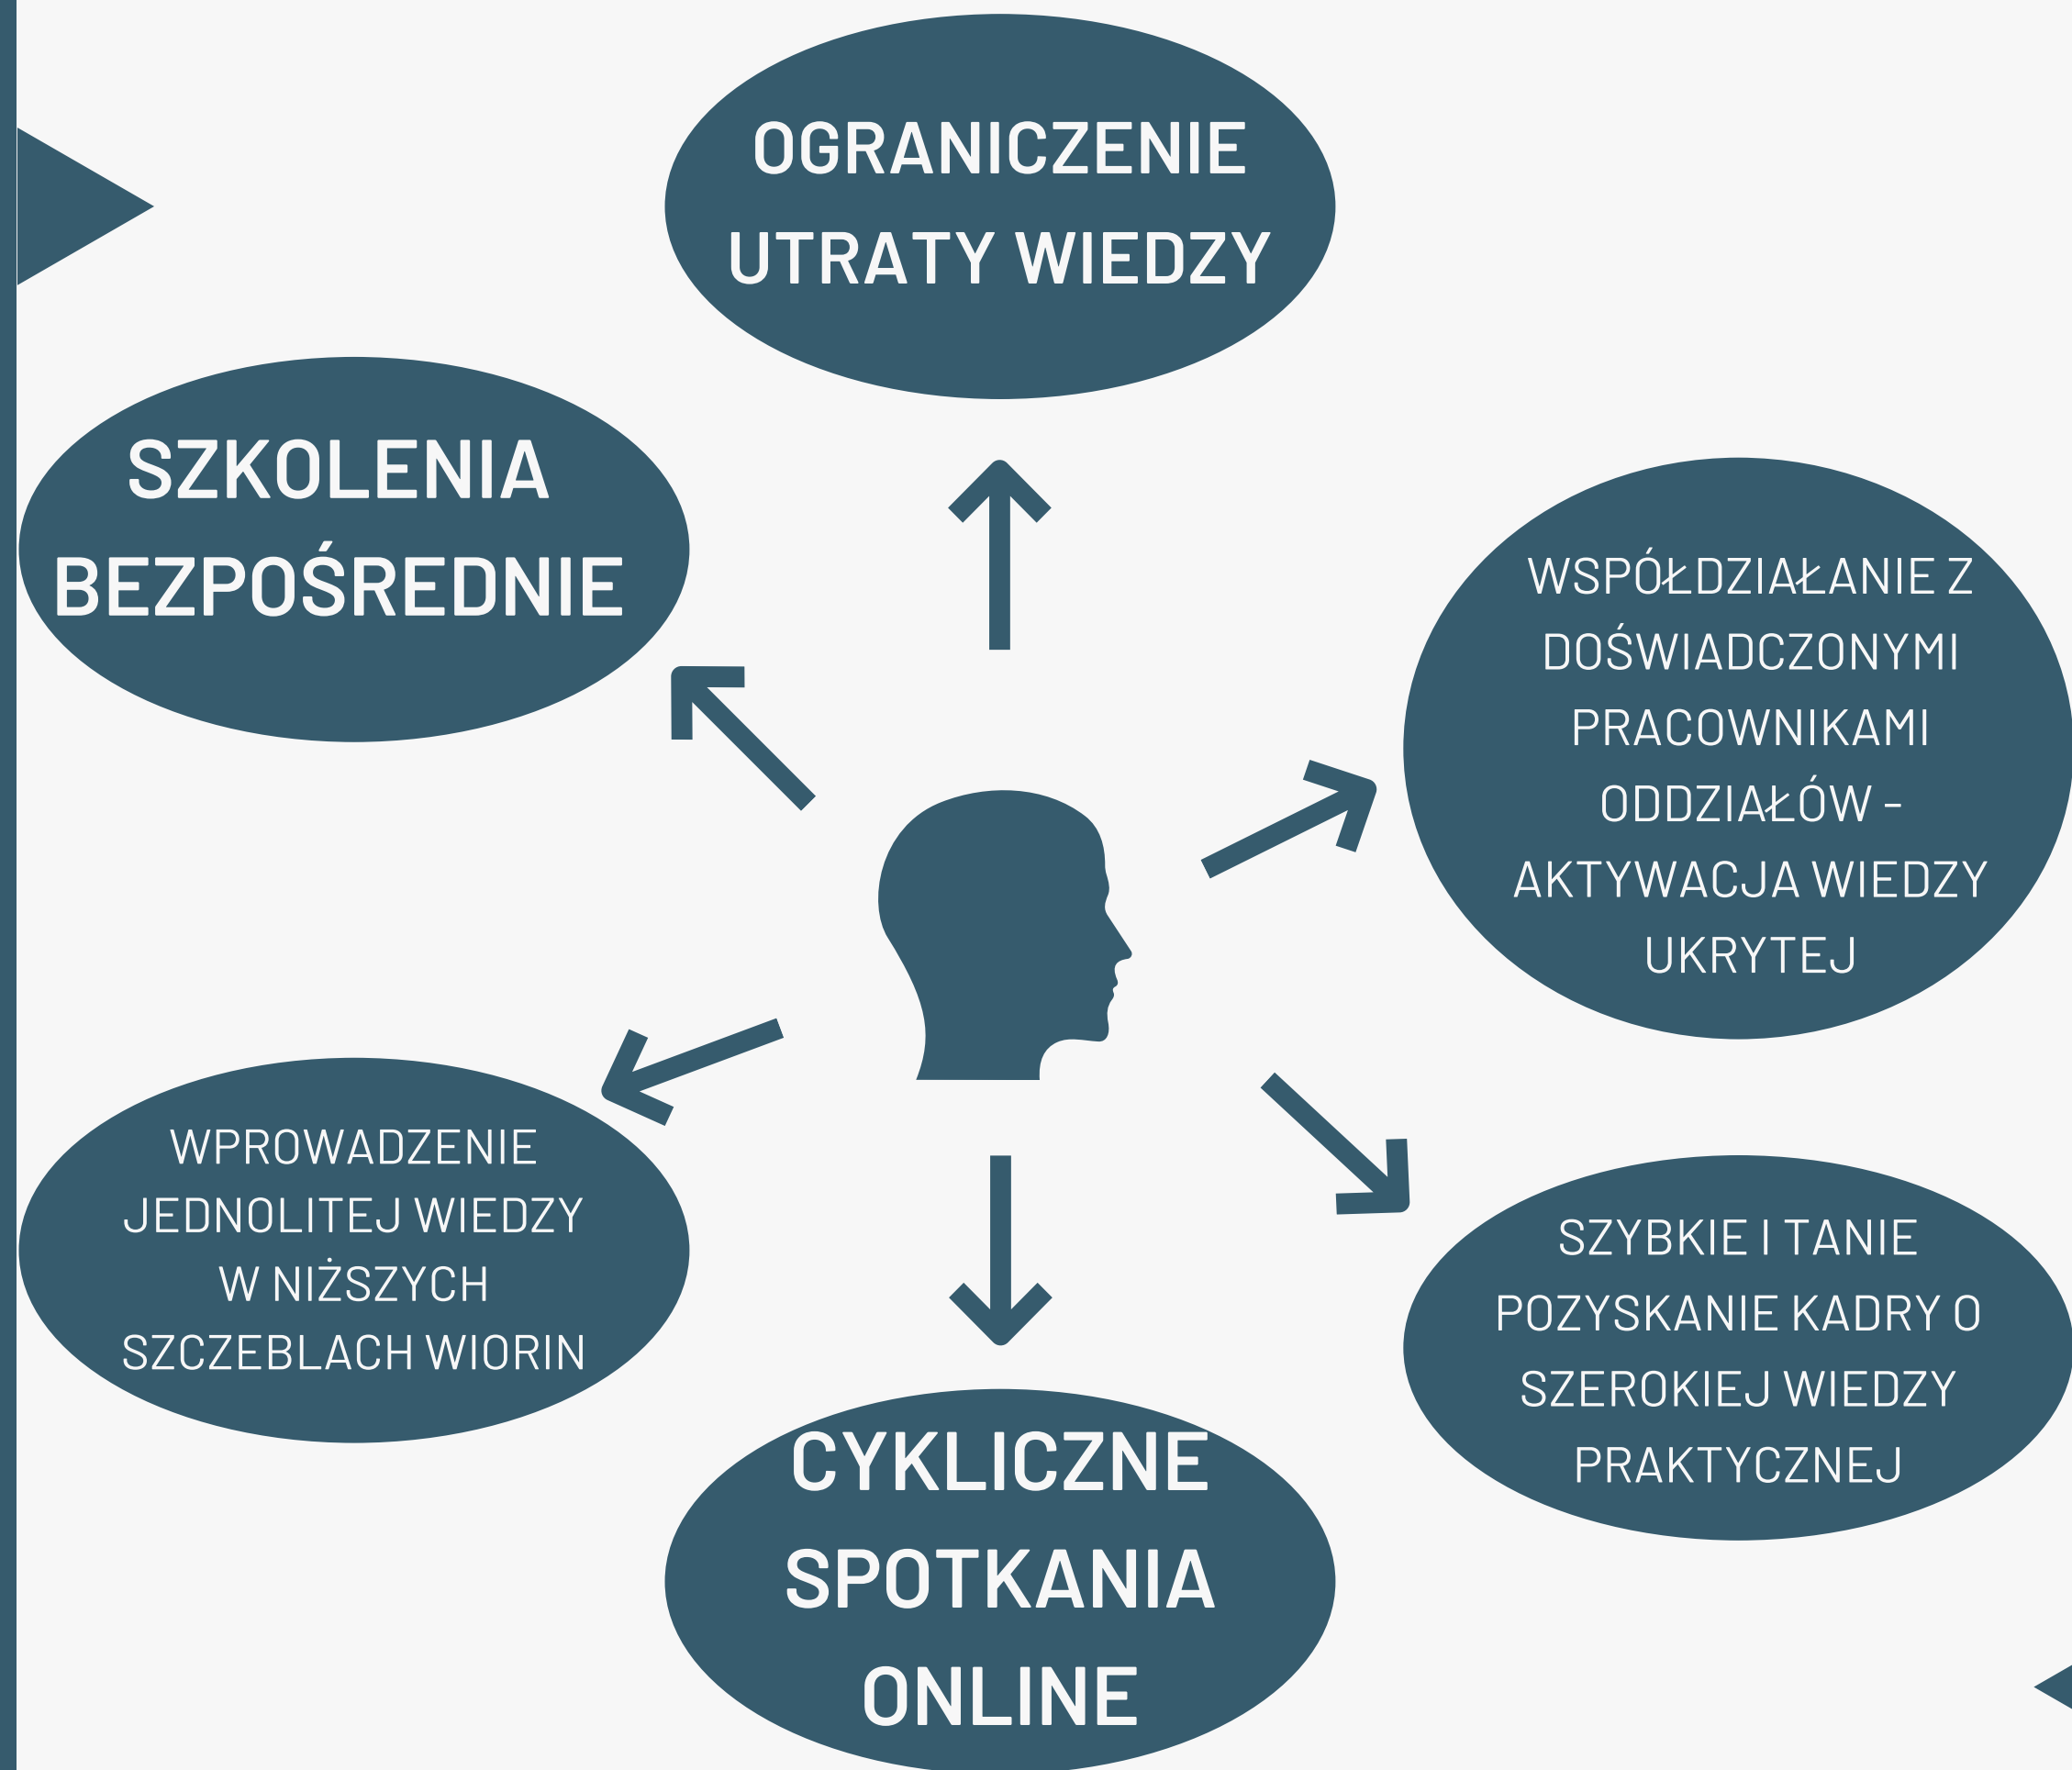 OGRANICZENIE
UTRATY WIEDZY
SZKOLENIA
BEZPOŚREDNIE
WSPÓŁDZIAŁANIE Z
DOŚWIADCZONYMI
PRACOWNIKAMI
ODDZIAŁÓW -
AKTYWACJA WIEDZY
UKRYTEJ
WPROWADZENIE
JEDNOLITEJ WIEDZY
W NIŻSZYCH
SZCZEBLACH WIORIN
SZYBKIE I TANIE
POZYSKANIE KADRY O
SZEROKIEJ WIEDZY
PRAKTYCZNEJ
CYKLICZNE
SPOTKANIA
ONLINE